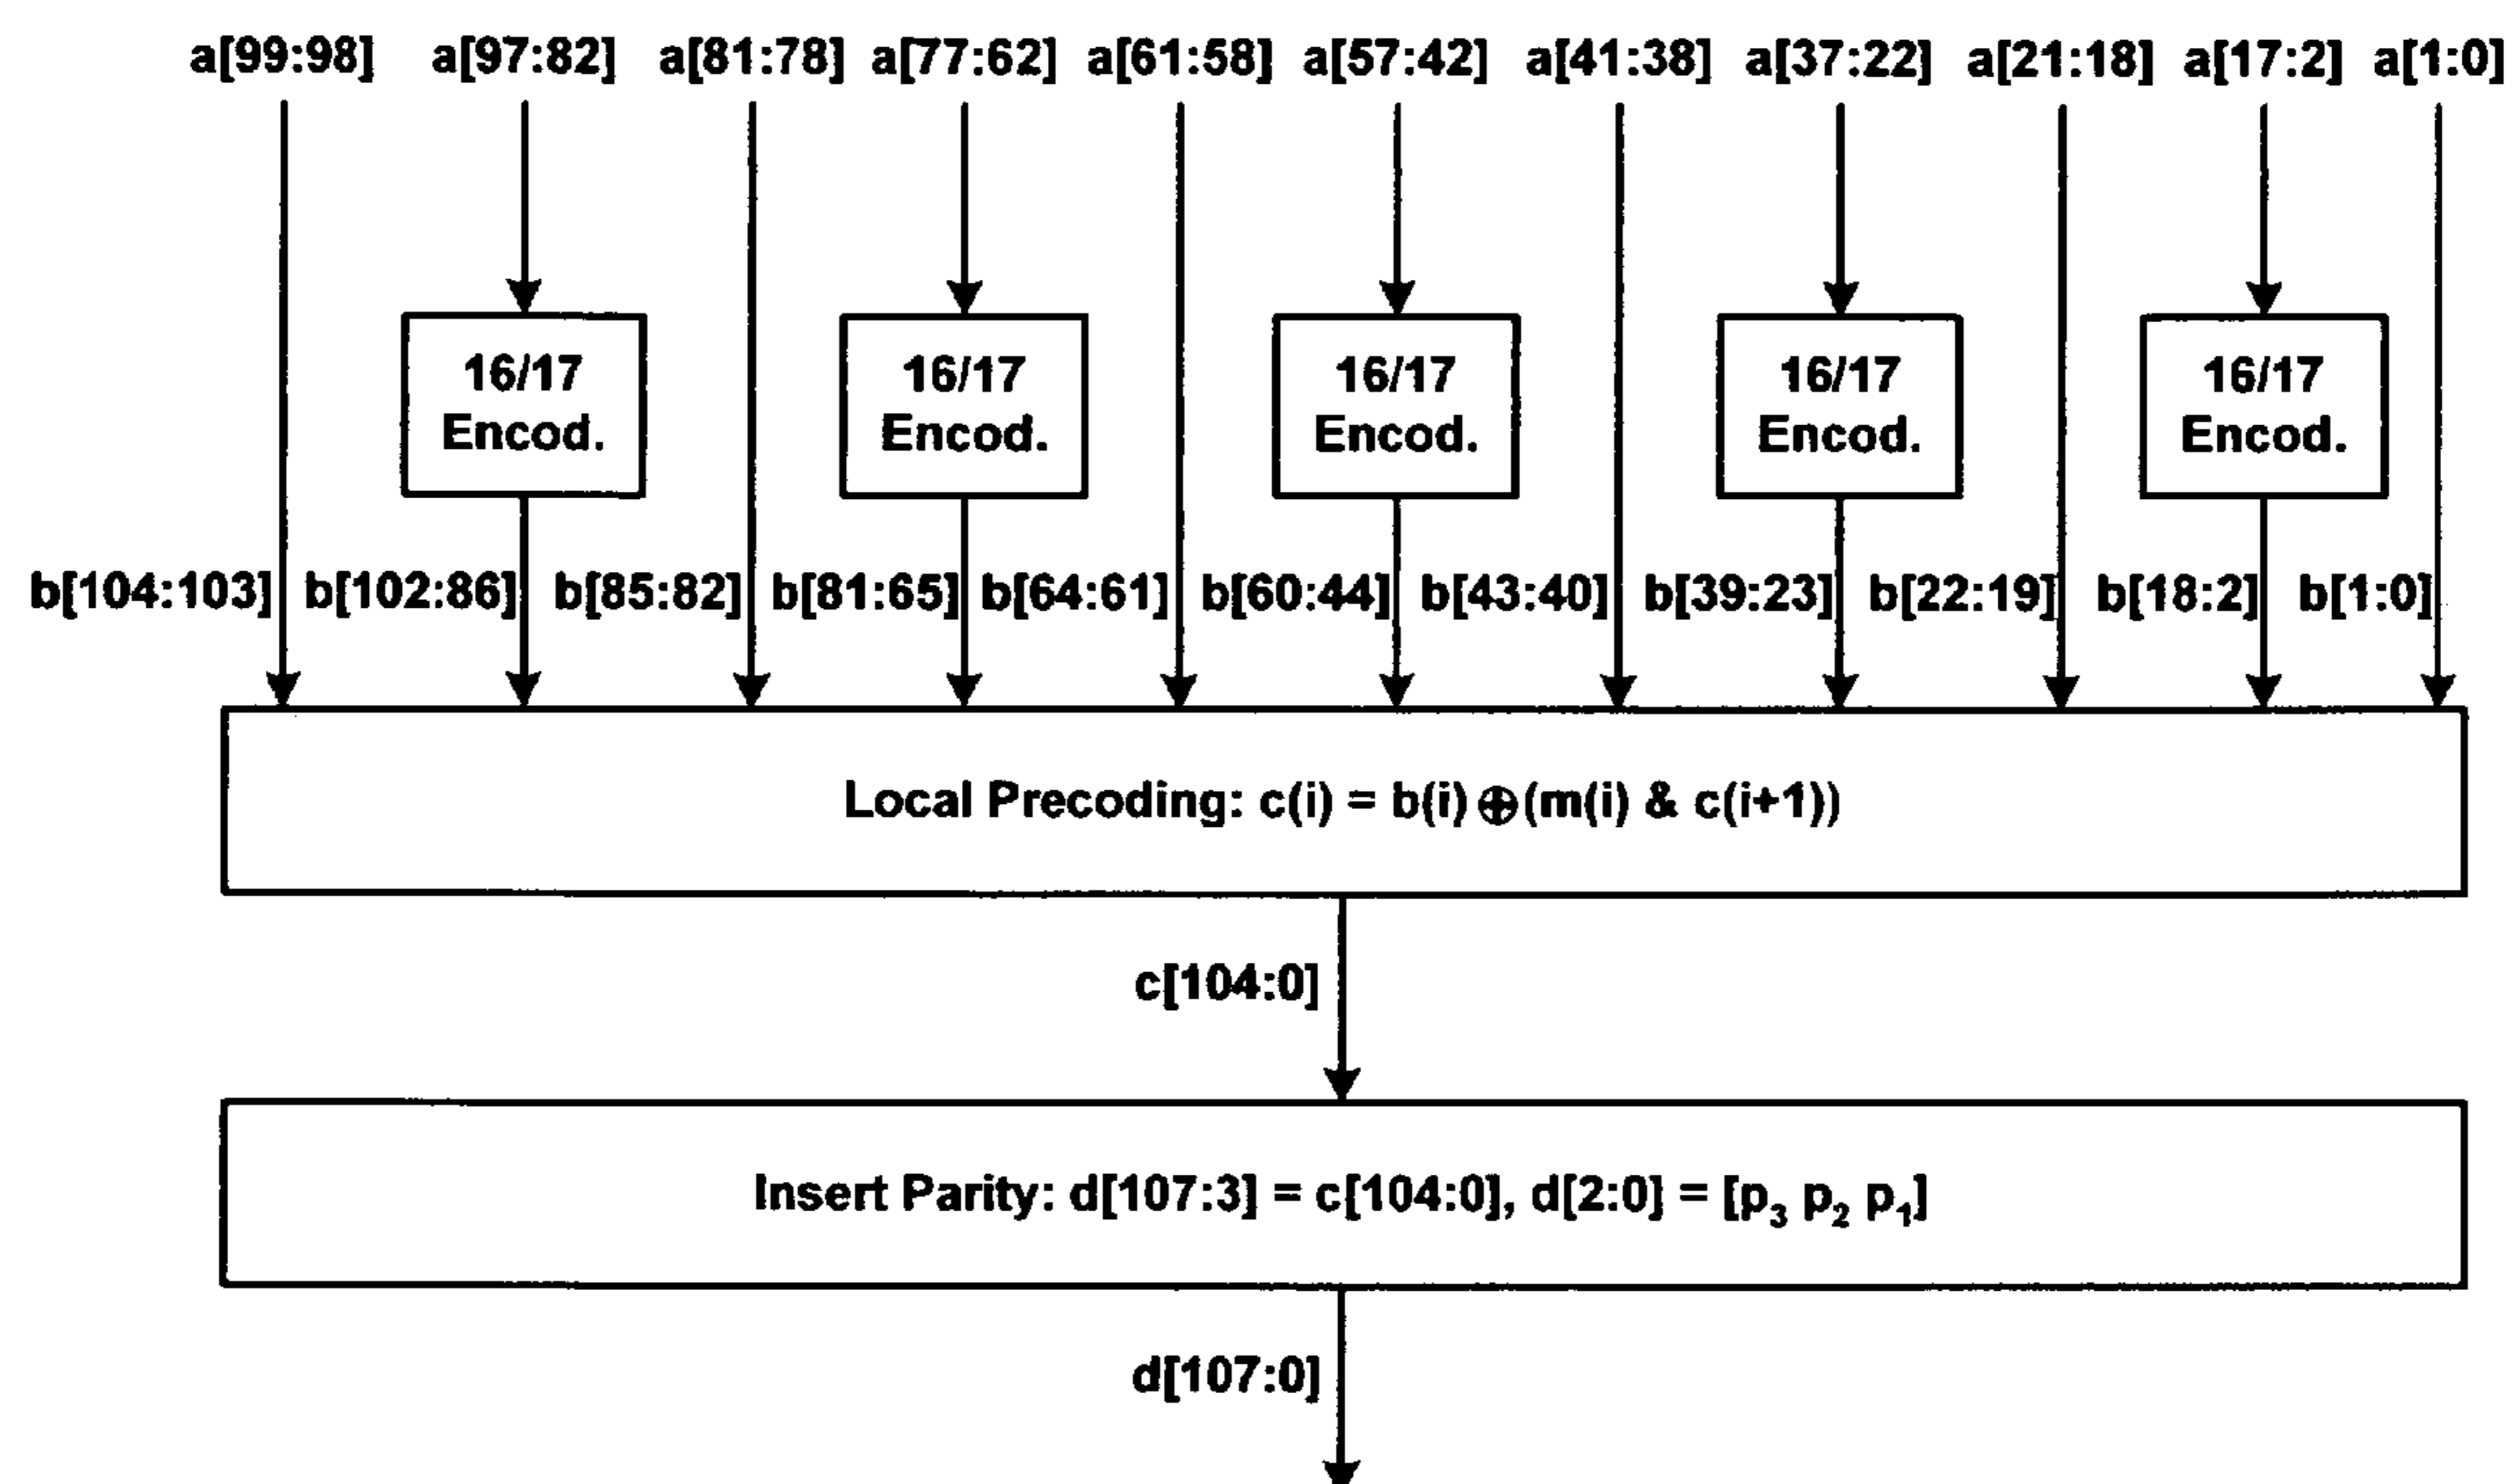 a[99:98] a[97:82] a[81:78] a[77:62] a[61:58] a[57:42] a[41:38] a[37:22] a[21:18] a[17:2] a[1:0]
16/17 16/17 16/17 16/17 16/17
Encod. Encod. Encod. Encod. Encod.
b[104:103] b[102:86] b[85:82] b[81:65] b[64:61] b[60:44] b[43:40] b[39:23] b[22:19] b[18:2] b[1:0]
Local Precoding: c(i) = b(i)⊕(m(i) & c(i+1))
c[104:0]
Insert Parity: d[107:3] = c[104:0], d[2:0] = [p₃ p₂ p₁]
d[107:0]